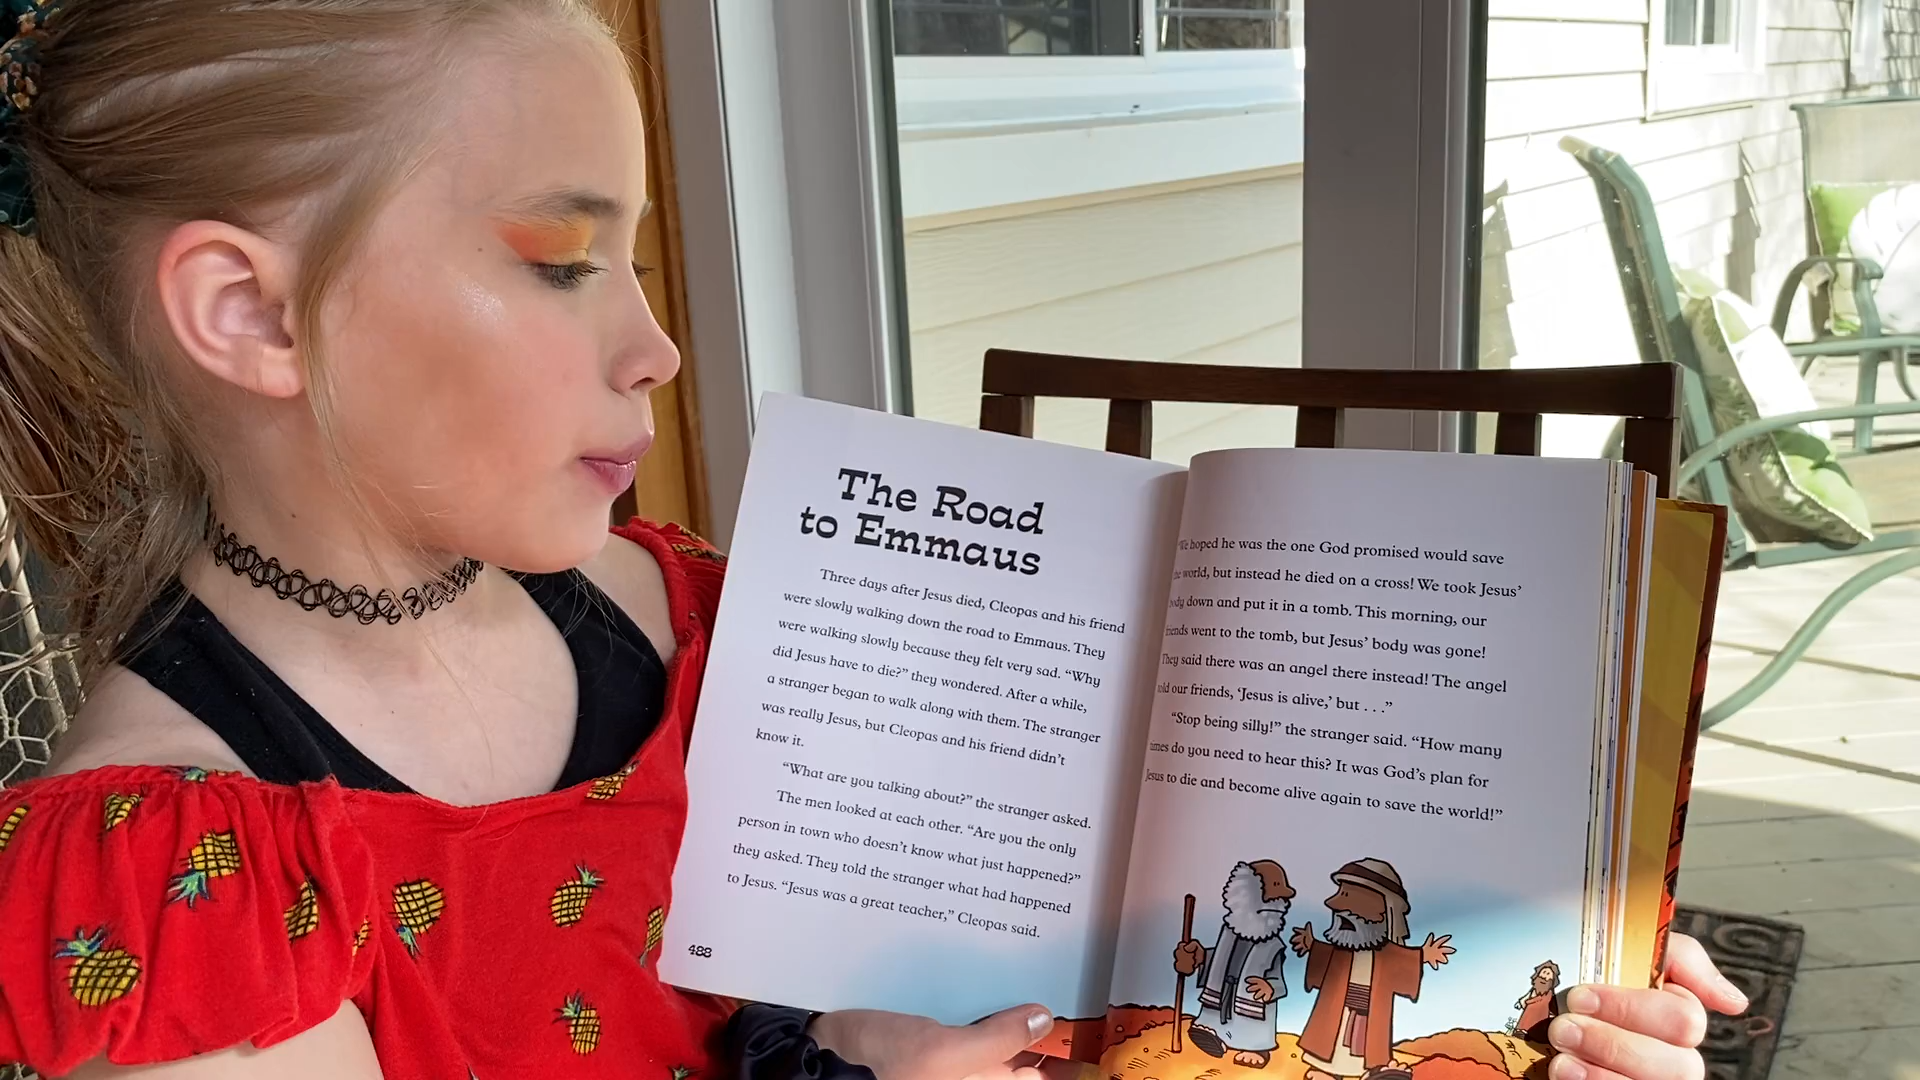 The Road
to Emmaus
Three days after Jesus died, Cleopas and his friend
were slowly walking down the road to Emmaus. They
were walking slowly because they felt very sad. “Why
did Jesus have to die?” they wondered. After a while,
a stranger began to walk along with them. The stranger
was really Jesus, but Cleopas and his friend didn’t
know it.
“What are you talking about?” the stranger asked.
The men looked at each other. “Are you the only
person in town who doesn’t know what just happened?”
they asked. They told the stranger what had happened
to Jesus. “Jesus was a great teacher,” Cleopas said.
488
“We hoped he was the one God promised would save
the world, but instead he died on a cross! We took Jesus’
body down and put it in a tomb. This morning, our
friends went to the tomb, but Jesus’ body was gone!
They said there was an angel there instead! The angel
told our friends, ‘Jesus is alive,’ but . . .”
“Stop being silly!” the stranger said. “How many
times do you need to hear this? It was God’s plan for
Jesus to die and become alive again to save the world!”